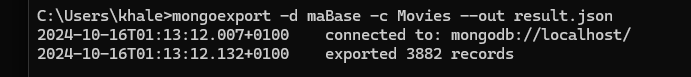 C:\Users\khale>mongoexport -d maBase -c Movies --out result.json
2024-10-16T01:13:12.007+0100    connected to: mongodb://localhost/
2024-10-16T01:13:12.132+0100    exported 3882 records